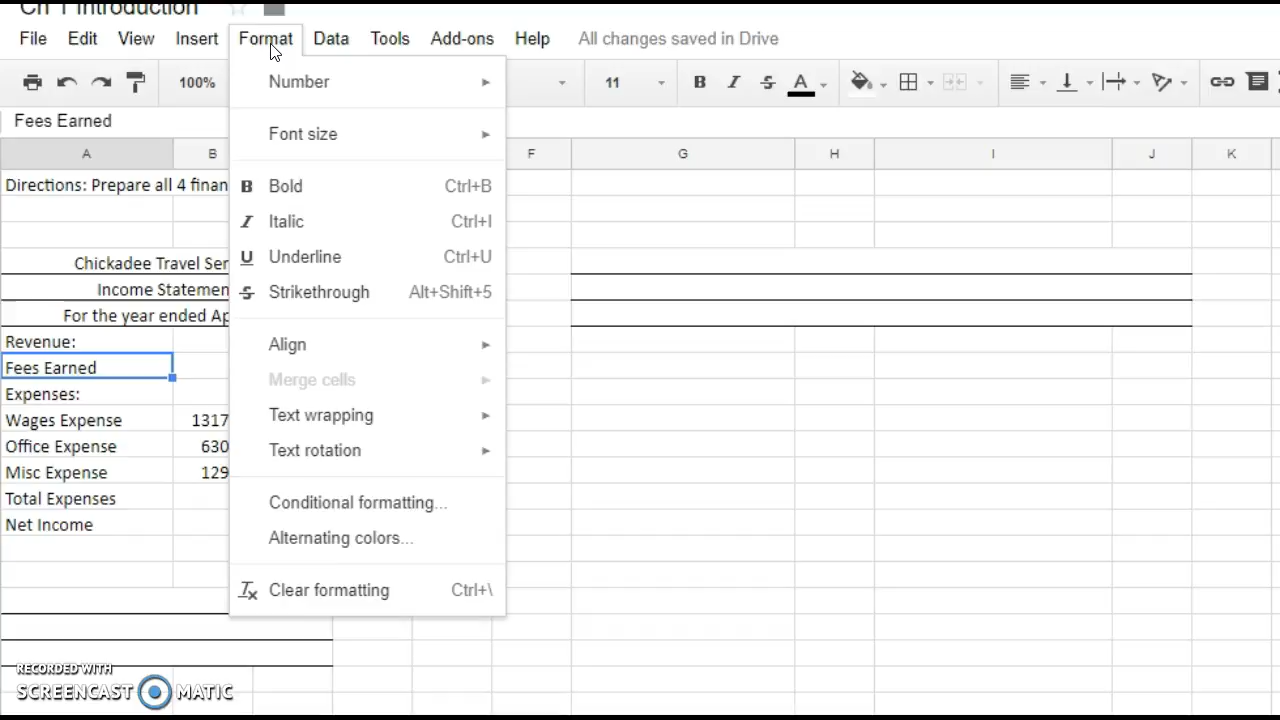 Ch 1 Introduction
File Edit View Insert Format Data Tools Add-ons Help All changes saved in Drive
100% 11 B I S A
Fees Earned
A B F G H I J K
Directions: Prepare all 4 finan
Chickadee Travel Ser
Income Statemen
For the year ended Ap
Revenue:
Fees Earned
Expenses:
Wages Expense 1317
Office Expense 630
Misc Expense 129
Total Expenses
Net Income
Number
Font size
B Bold Ctrl+B
I Italic Ctrl+I
U Underline Ctrl+U
S Strikethrough Alt+Shift+5
Align
Merge cells
Text wrapping
Text rotation
Conditional formatting...
Alternating colors...
Clear formatting Ctrl+\
RECORDED WITH
SCREENCAST MATIC